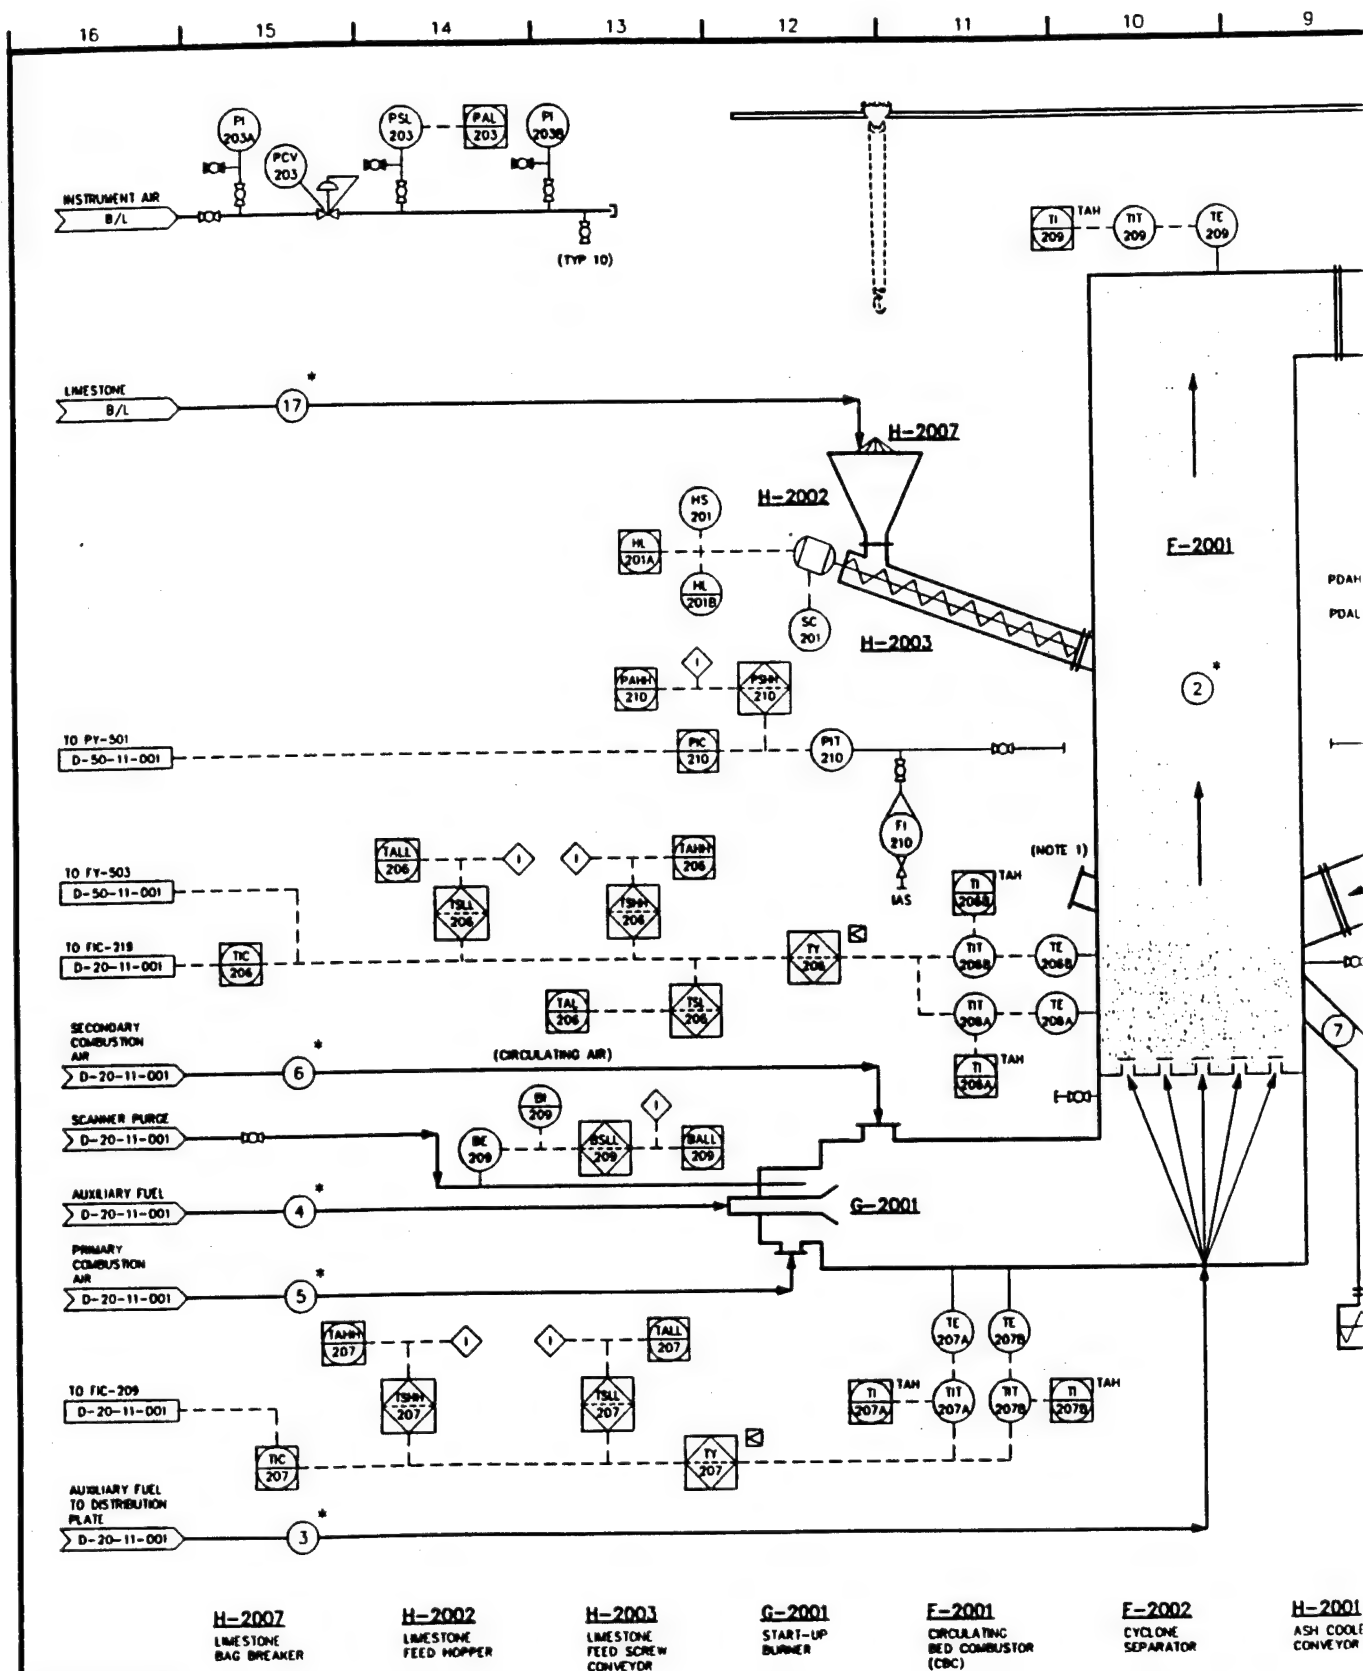 16 15 14 13 12 11 10 9
PI
203A
PSL
203
PAL
203
PI
203B
PCV
203
INSTRUMENT AIR
B/L
(TYP 10)
TI
209
TAH
TIT
209
TE
209
LIMESTONE
B/L
17
*
H-2007
H-2002
HS
201
HL
201A
HL
201B
SC
201
H-2003
F-2001
PDAH
PDAL
2
*
I
PAHH
210
PSHH
210
TO PY-501
D-50-11-001
PIC
210
PIT
210
FI
210
IAS
(NOTE 1)
TALL
206
I
I
TAHH
206
TO FY-503
D-50-11-001
TSLL
206
TSHH
206
TI
206B
TAH
TO FIC-219
D-20-11-001
TIC
206
TY
206
<
TIT
206B
TE
206B
TAL
206
TSL
206
TIT
206A
TE
206A
TI
206A
TAH
7
SECONDARY
COMBUSTION
AIR
D-20-11-001
6
*
(CIRCULATING AIR)
SCANNER PURGE
D-20-11-001
BE
209
BI
209
BSLL
209
I
BALL
209
AUXILIARY FUEL
D-20-11-001
4
*
G-2001
PRIMARY
COMBUSTION
AIR
D-20-11-001
5
*
TAHH
207
I
I
TALL
207
TE
207A
TE
207B
TO FIC-209
D-20-11-001
TSHH
207
TSLL
207
TI
207A
TAH
TIT
207A
TIT
207B
TI
207B
TAH
TIC
207
TY
207
<
AUXILIARY FUEL
TO DISTRIBUTION
PLATE
D-20-11-001
3
*
H-2007
LIMESTONE
BAG BREAKER
H-2002
LIMESTONE
FEED HOPPER
H-2003
LIMESTONE
FEED SCREW
CONVEYOR
G-2001
START-UP
BURNER
F-2001
CIRCULATING
BED COMBUSTOR
(CBC)
F-2002
CYCLONE
SEPARATOR
H-2001
ASH COOLE
CONVEYOR